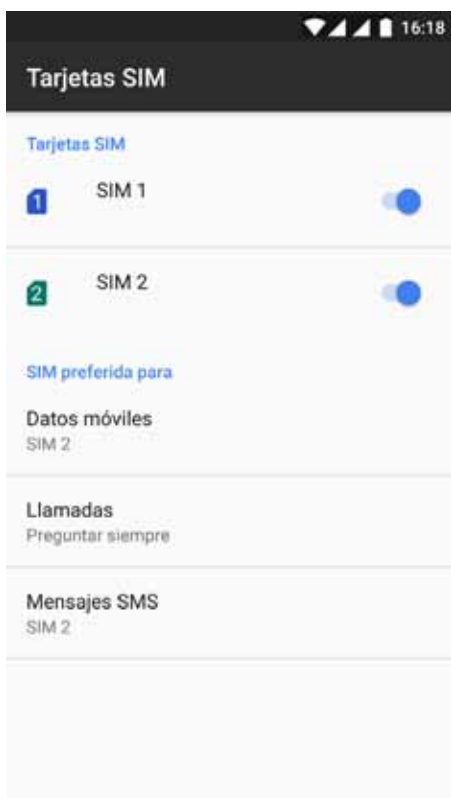 16:18
Tarjetas SIM
Tarjetas SIM
1
SIM 1
2
SIM 2
SIM preferida para
Datos móviles
SIM 2
Llamadas
Preguntar siempre
Mensajes SMS
SIM 2